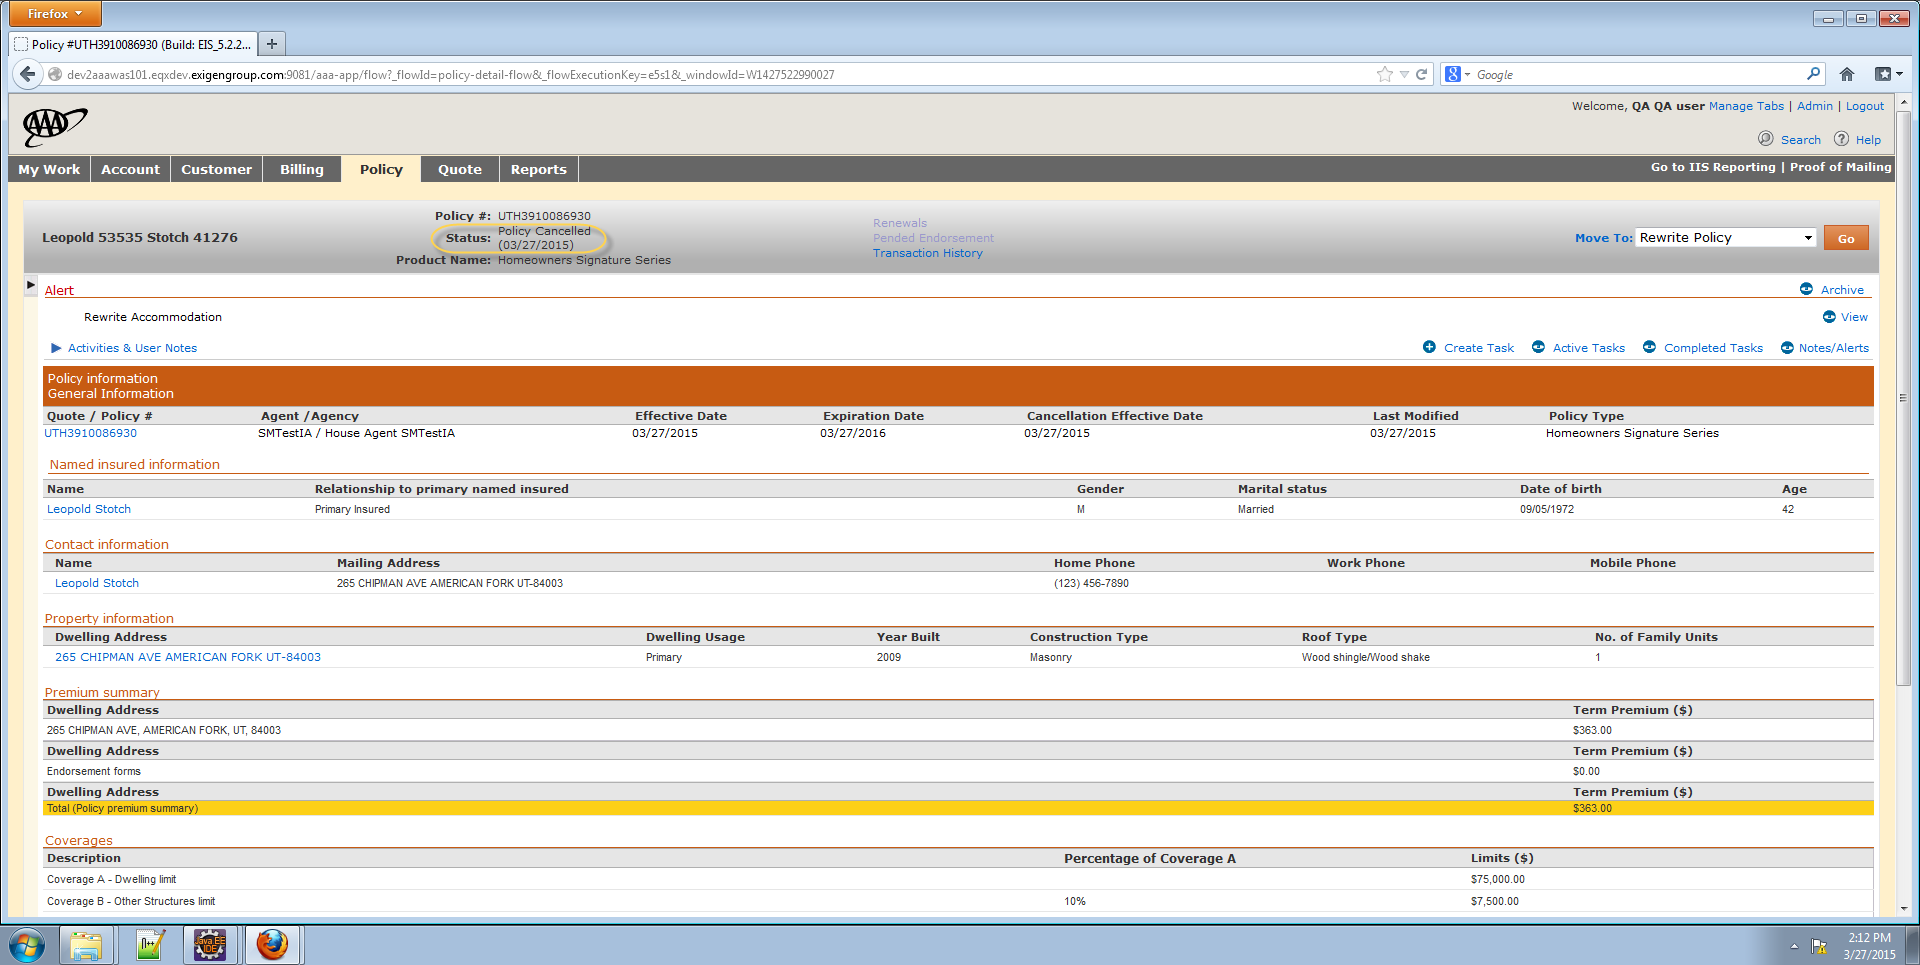 Firefox
Policy #UTH3910086930 (Build: EIS_5.2.2...
dev2aaawas101.eqxdev.exigengroup.com:9081/aaa-app/flow?_flowId=policy-detail-flow&_flowExecutionKey=e5s1&_windowId=W1427522990027
8 Google
AAA
Welcome, QA QA user Manage Tabs | Admin | Logout
Search Help
My Work Account Customer Billing Policy Quote Reports
Go to IIS Reporting | Proof of Mailing
Leopold 53535 Stotch 41276
Policy #: UTH3910086930
Status: Policy Cancelled
(03/27/2015)
Product Name: Homeowners Signature Series
Renewals
Pended Endorsement
Transaction History
Move To: Rewrite Policy Go
Alert Archive
Rewrite Accommodation View
Activities & User Notes Create Task Active Tasks Completed Tasks Notes/Alerts
Policy information
General Information
Quote / Policy # Agent /Agency Effective Date Expiration Date Cancellation Effective Date Last Modified Policy Type
UTH3910086930 SMTestIA / House Agent SMTestIA 03/27/2015 03/27/2016 03/27/2015 03/27/2015 Homeowners Signature Series
Named insured information
Name Relationship to primary named insured Gender Marital status Date of birth Age
Leopold Stotch Primary Insured M Married 09/05/1972 42
Contact information
Name Mailing Address Home Phone Work Phone Mobile Phone
Leopold Stotch 265 CHIPMAN AVE AMERICAN FORK UT-84003 (123) 456-7890
Property information
Dwelling Address Dwelling Usage Year Built Construction Type Roof Type No. of Family Units
265 CHIPMAN AVE AMERICAN FORK UT-84003 Primary 2009 Masonry Wood shingle/Wood shake 1
Premium summary
Dwelling Address Term Premium ($)
265 CHIPMAN AVE, AMERICAN FORK, UT, 84003 $363.00
Dwelling Address Term Premium ($)
Endorsement forms $0.00
Dwelling Address Term Premium ($)
Total (Policy premium summary) $363.00
Coverages
Description Percentage of Coverage A Limits ($)
Coverage A - Dwelling limit $75,000.00
Coverage B - Other Structures limit 10% $7,500.00
Java EE
IDE
2:12 PM
3/27/2015